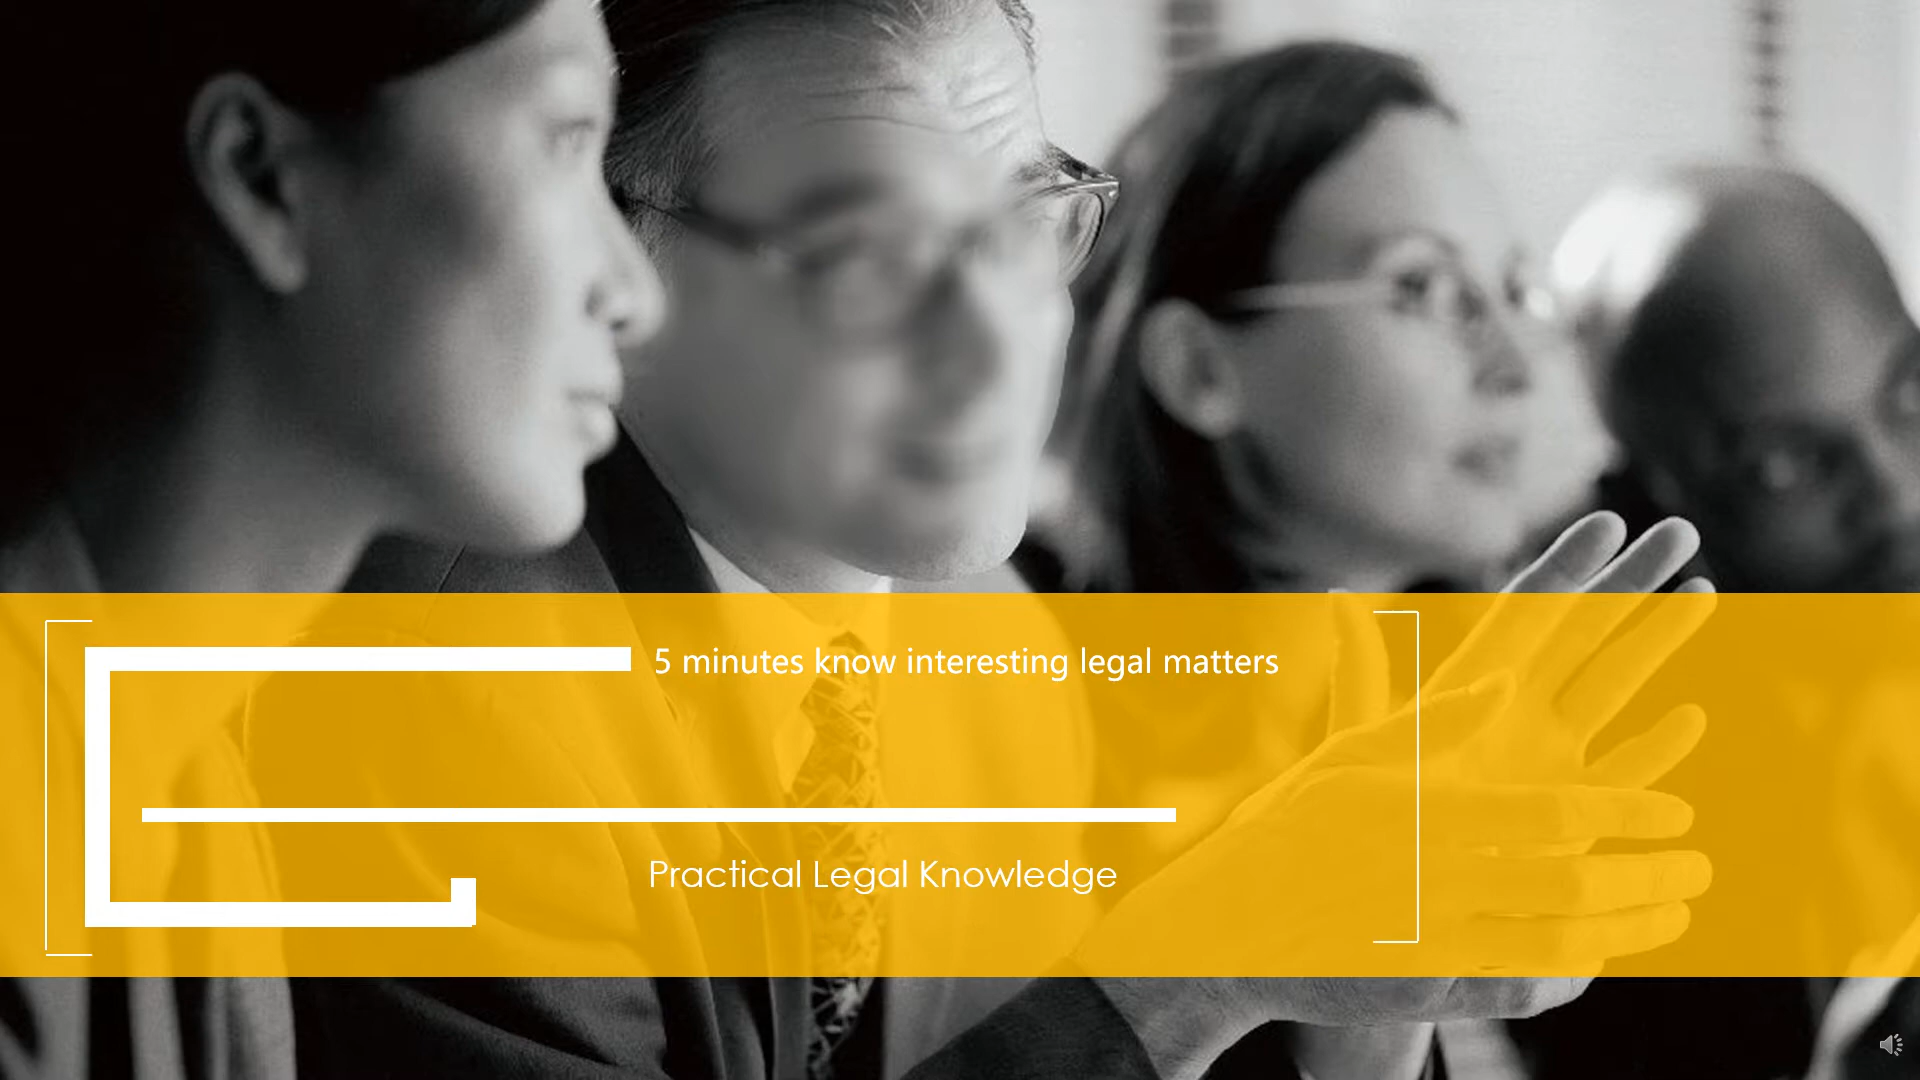 5 minutes know interesting legal matters
Practical Legal Knowledge